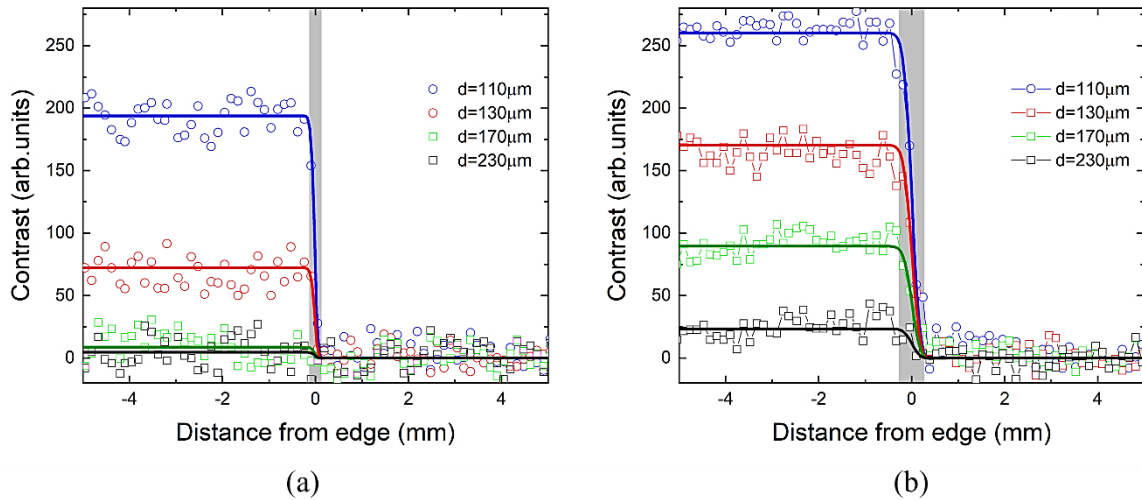 250
200
150
100
50
0
Contrast (arb.units)
d=110μm
d=130μm
d=170μm
d=230μm
-4 -2 0 2 4
Distance from edge (mm)
(a)
250
200
150
100
50
0
Contrast (arb.units)
d=110μm
d=130μm
d=170μm
d=230μm
-4 -2 0 2 4
Distance from edge (mm)
(b)